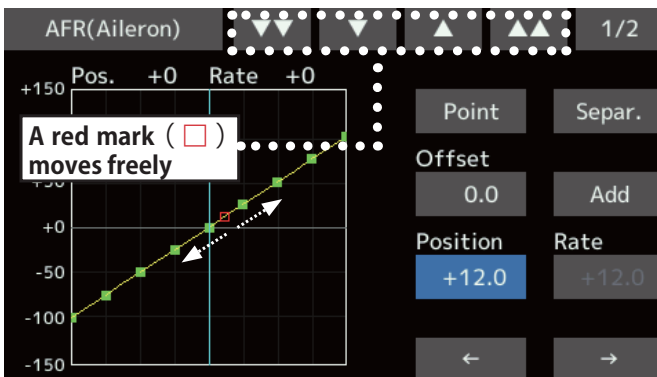 AFR(Aileron)
▼▼
▼
▲
▲▲
1/2
Pos. +0 Rate +0
+150
A red mark (□)
moves freely
+50
+0
-50
-100
-150
Point
Separ.
Offset
0.0
Add
Position
Rate
+12.0
+12.0
←
→